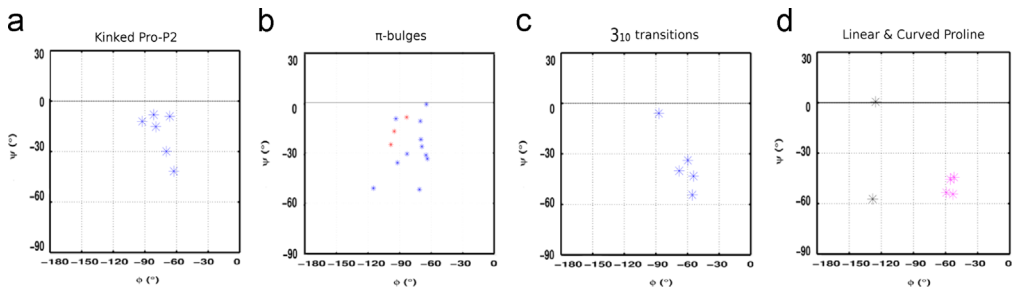 a
Kinked Pro-P2
30
0
−30
−60
−90
−180 −150 −120 −90 −60 −30 0
ψ (°)
φ (°)
b
π-bulges
30
0
−30
−60
−90
−180 −150 −120 −90 −60 −30 0
ψ (°)
φ (°)
c
3₁₀ transitions
30
0
−30
−60
−90
−180 −150 −120 −90 −60 −30 0
ψ (°)
φ (°)
d
Linear & Curved Proline
30
0
−30
−60
−90
−180 −150 −120 −90 −60 −30 0
ψ (°)
φ (°)